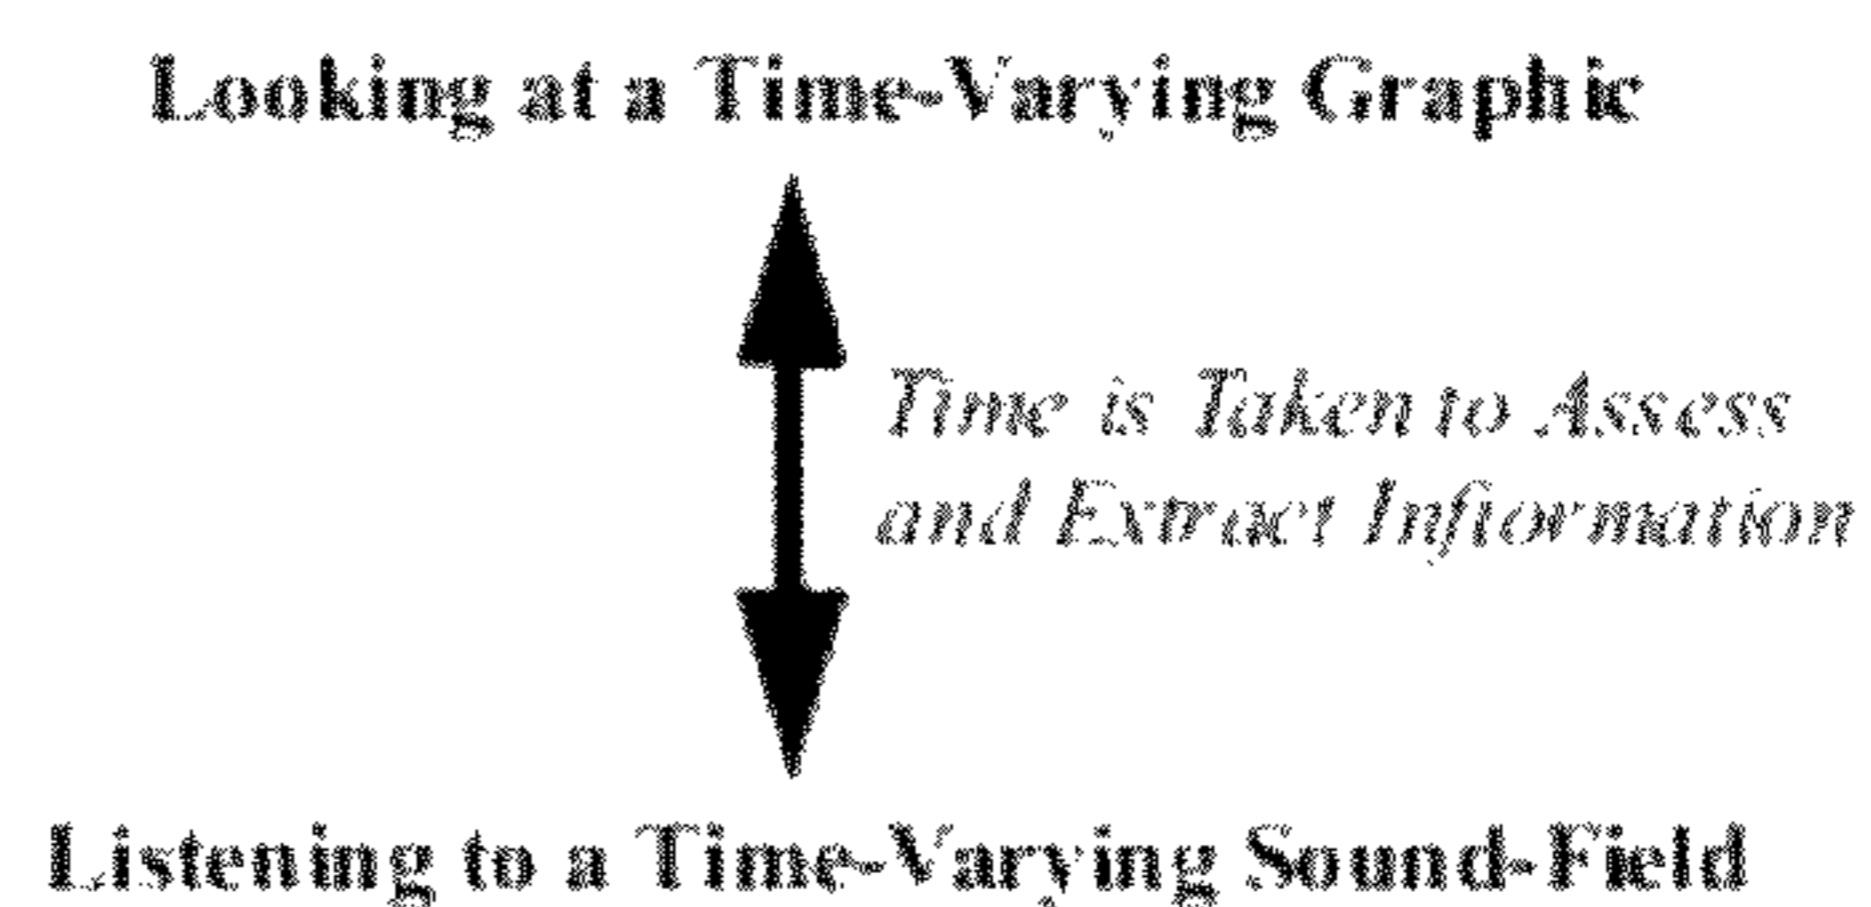 Looking at a Time-Varying Graphic
Time is Taken to Assess
and Extract Information
Listening to a Time-Varying Sound-Field